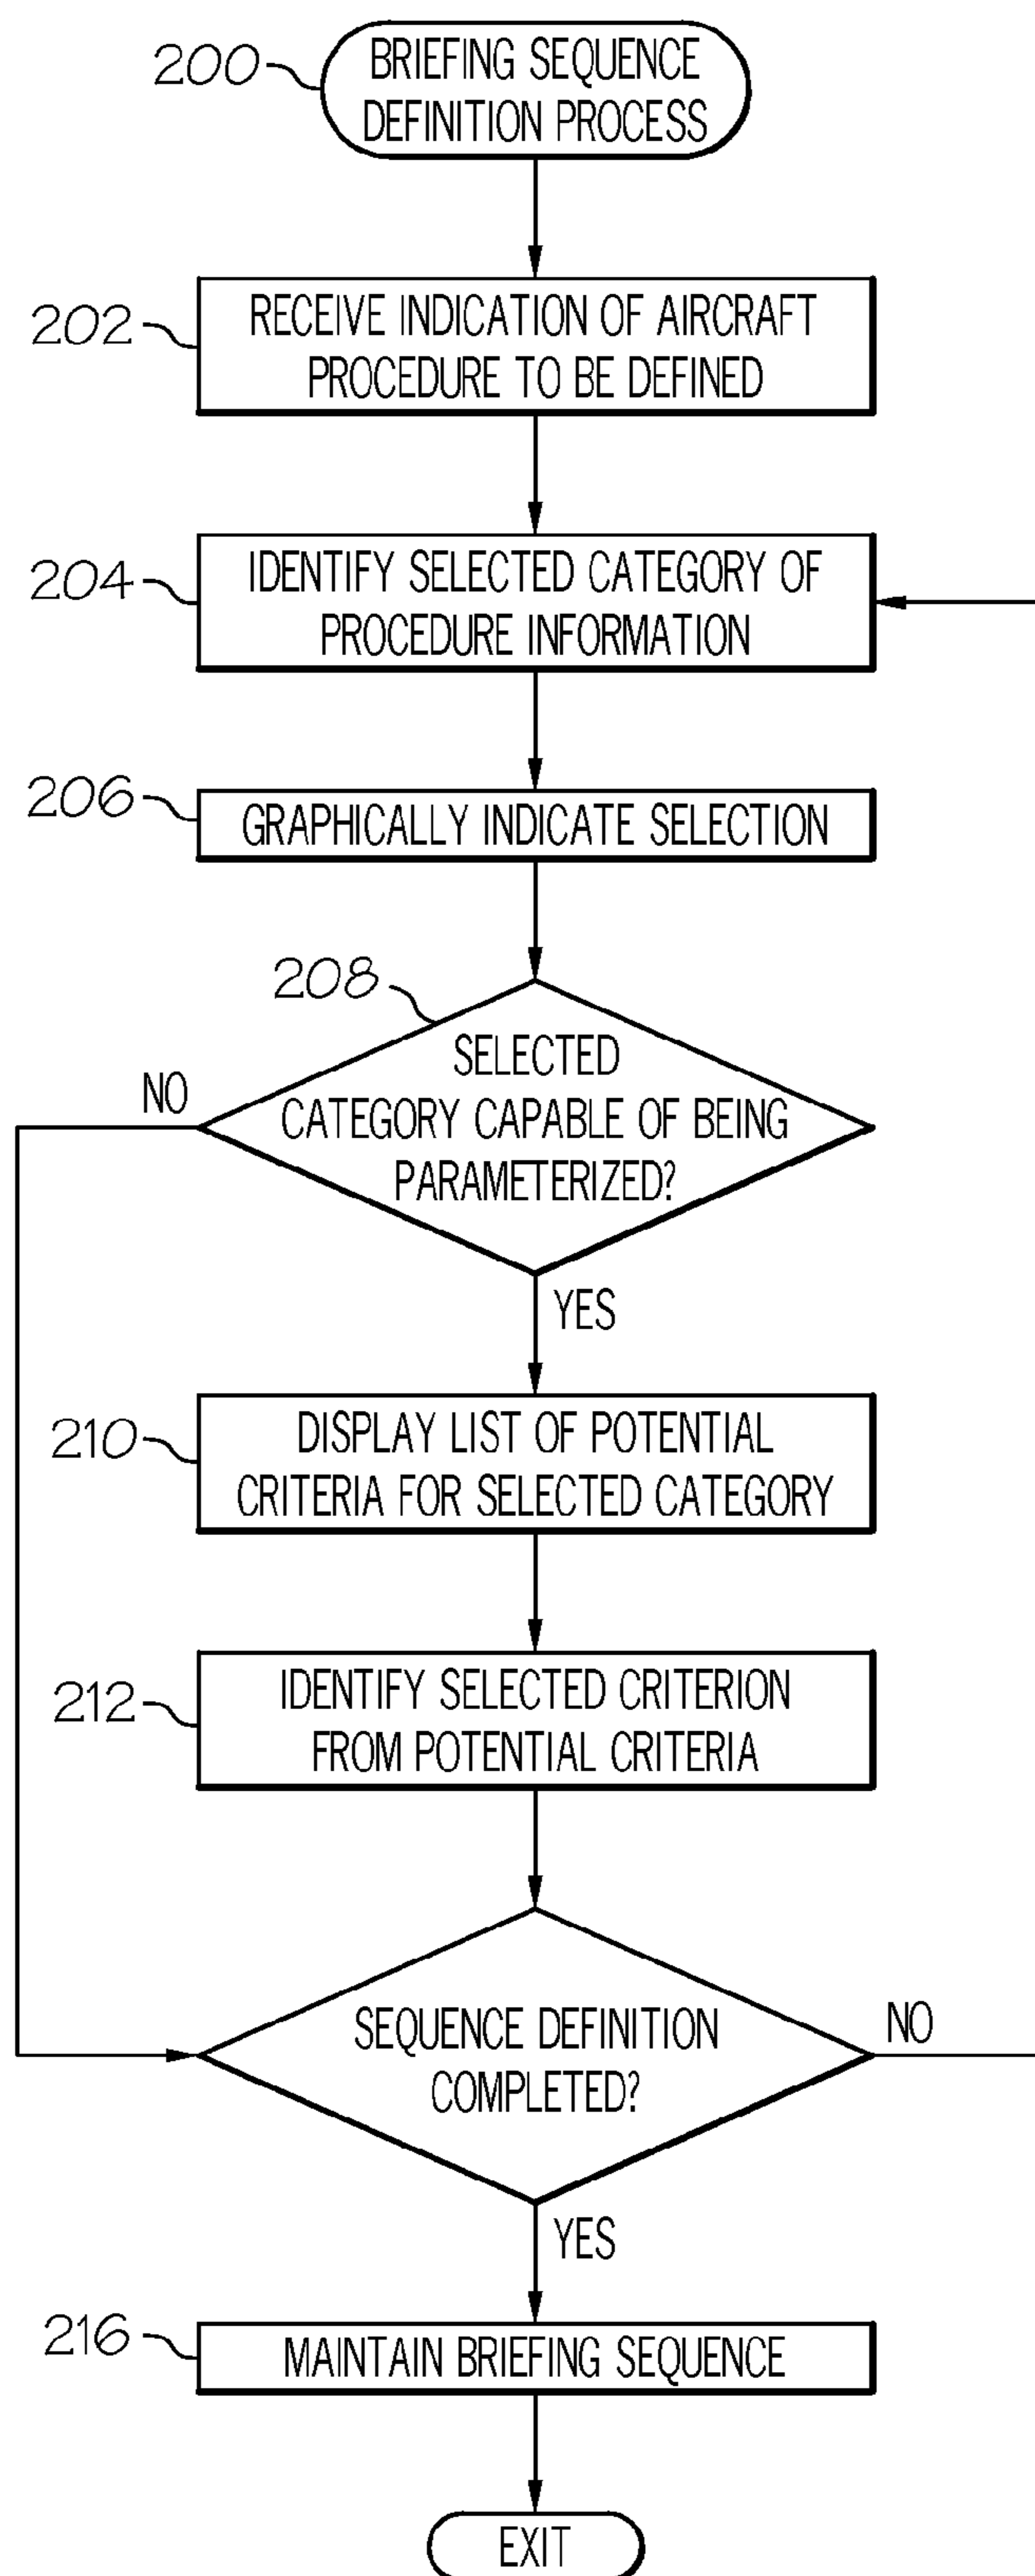 200
BRIEFING SEQUENCE
DEFINITION PROCESS
202
RECEIVE INDICATION OF AIRCRAFT
PROCEDURE TO BE DEFINED
204
IDENTIFY SELECTED CATEGORY OF
PROCEDURE INFORMATION
206
GRAPHICALLY INDICATE SELECTION
208
SELECTED
CATEGORY CAPABLE OF BEING
PARAMETERIZED?
NO
YES
210
DISPLAY LIST OF POTENTIAL
CRITERIA FOR SELECTED CATEGORY
212
IDENTIFY SELECTED CRITERION
FROM POTENTIAL CRITERIA
SEQUENCE DEFINITION
COMPLETED?
NO
YES
216
MAINTAIN BRIEFING SEQUENCE
EXIT